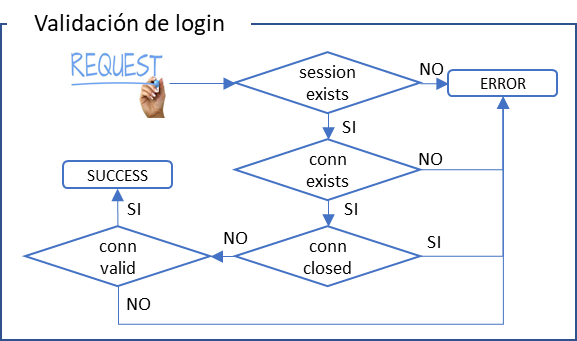 Validación de login
REQUEST
session
exists
NO
ERROR
SI
conn
exists
NO
SI
SUCCESS
SI
conn
closed
SI
NO
conn
valid
NO